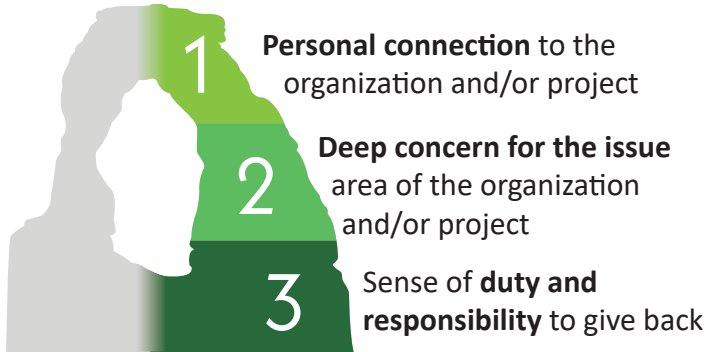 1
Personal connection to the
organization and/or project
2
Deep concern for the issue
area of the organization
and/or project
3
Sense of duty and
responsibility to give back